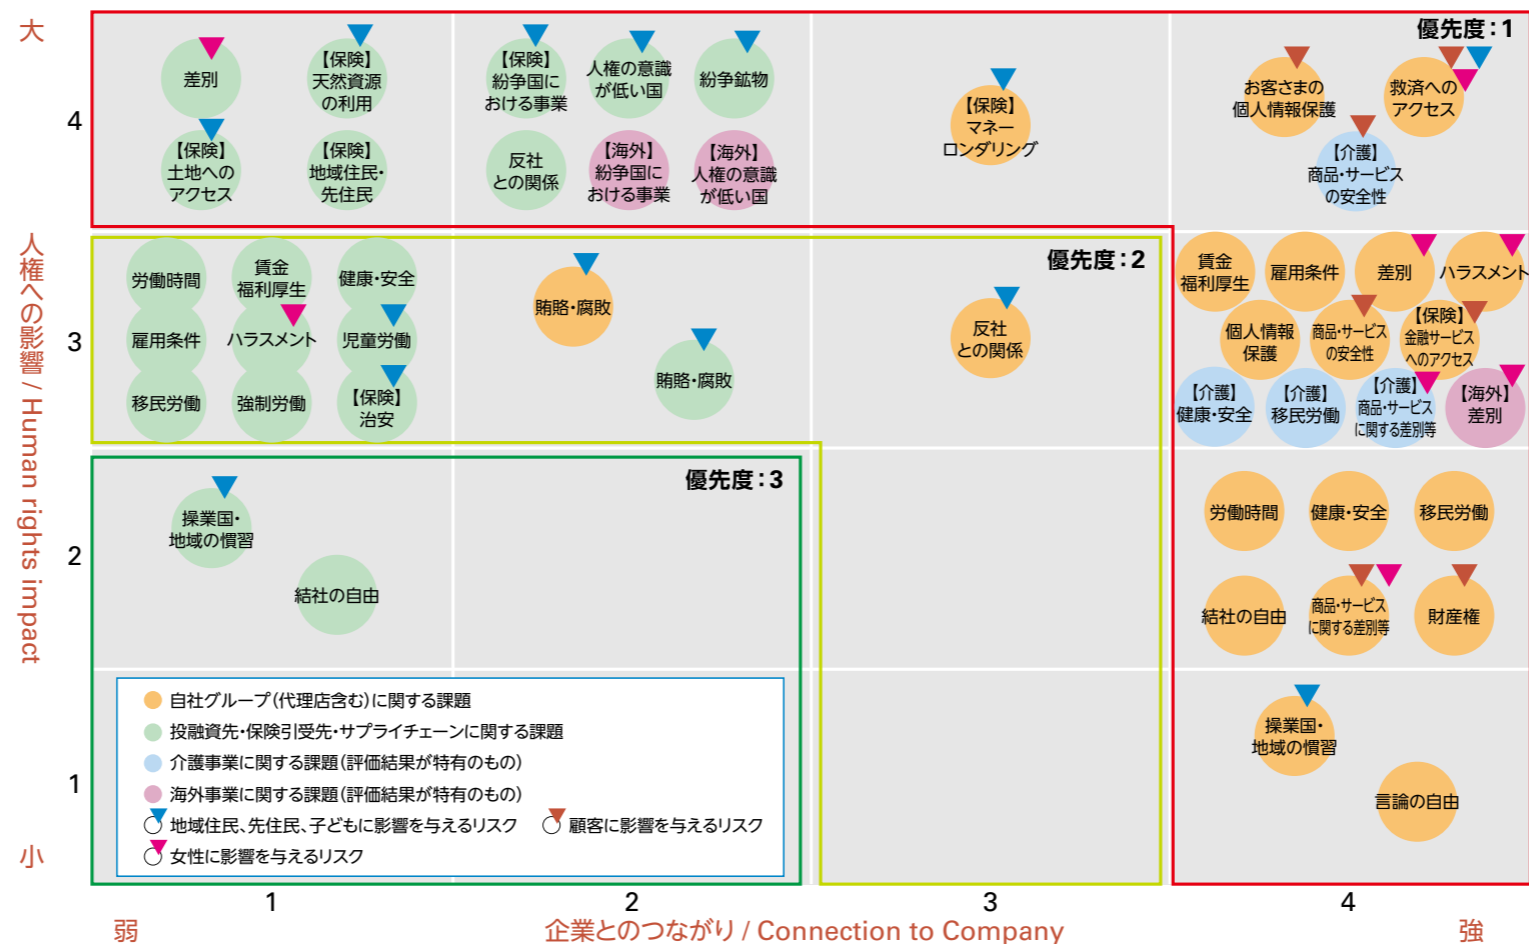 大
人権への影響 / Human rights impact
小
4
3
2
1
優先度：1
差別
【保険】
天然資源
の利用
【保険】
土地への
アクセス
【保険】
地域住民・
先住民
【保険】
紛争国に
おける事業
人権の意識
が低い国
紛争鉱物
反社
との関係
【海外】
紛争国に
おける事業
【海外】
人権の意識
が低い国
【保険】
マネー
ロンダリング
お客さまの
個人情報保護
救済への
アクセス
【介護】
商品・サービス
の安全性
優先度：2
労働時間
賃金
福利厚生
健康・安全
雇用条件
ハラスメント
児童労働
移民労働
強制労働
【保険】
治安
賄賂・腐敗
賄賂・腐敗
反社
との関係
賃金
福利厚生
雇用条件
差別
ハラスメント
個人情報
保護
商品・サービス
の安全性
【保険】
金融サービス
へのアクセス
【介護】
健康・安全
【介護】
移民労働
【介護】
商品・サービス
に関する差別等
【海外】
差別
優先度：3
操業国・
地域の慣習
結社の自由
労働時間
健康・安全
移民労働
結社の自由
商品・サービス
に関する差別等
財産権
操業国・
地域の慣習
言論の自由
自社グループ（代理店含む）に関する課題
投融資先・保険引受先・サプライチェーンに関する課題
介護事業に関する課題（評価結果が特有のもの）
海外事業に関する課題（評価結果が特有のもの）
地域住民、先住民、子どもに影響を与えるリスク
顧客に影響を与えるリスク
女性に影響を与えるリスク
1
2
3
4
弱
企業とのつながり / Connection to Company
強